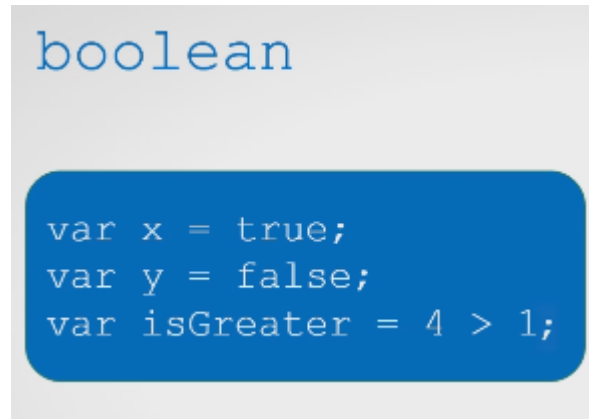 boolean
var x = true;
var y = false;
var isGreater = 4 > 1;